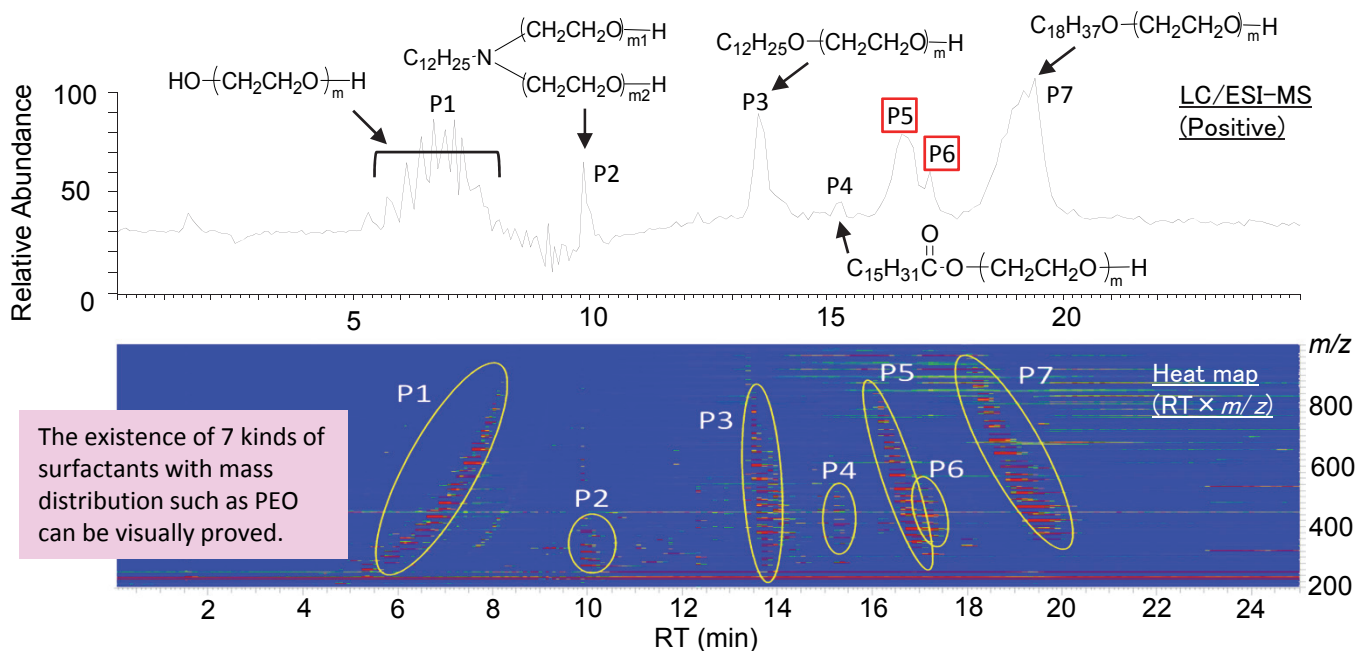 C12H25-N
(CH2CH2O)m1-H
(CH2CH2O)m2-H
C12H25O-(CH2CH2O)mH
C18H37O-(CH2CH2O)mH
HO-(CH2CH2O)m-H
100
50
0
Relative Abundance
P1
P2
P3
P4
P5
P6
P7
LC/ESI-MS
(Positive)
O
C15H31C-O-(CH2CH2O)m-H
5
10
15
20
m/z
P1
P2
P3
P4
P5
P6
P7
Heat map
(RT × m/z)
800
600
400
200
The existence of 7 kinds of
surfactants with mass
distribution such as PEO
can be visually proved.
2
4
6
8
10
12
14
16
18
20
22
24
RT (min)